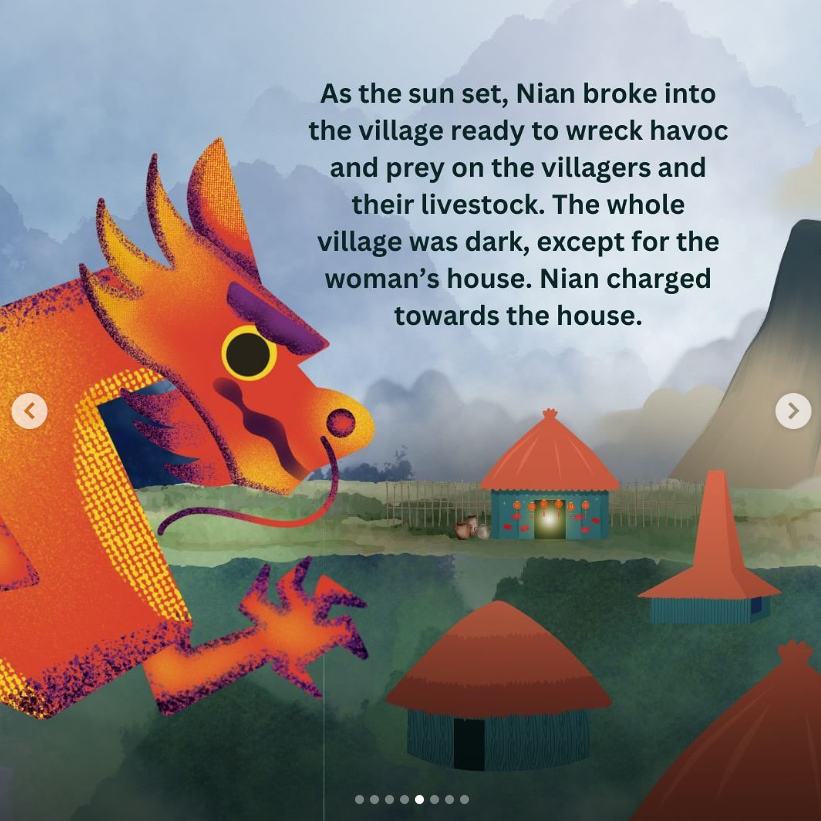 As the sun set, Nian broke into
the village ready to wreck havoc
and prey on the villagers and
their livestock. The whole
village was dark, except for the
woman’s house. Nian charged
towards the house.